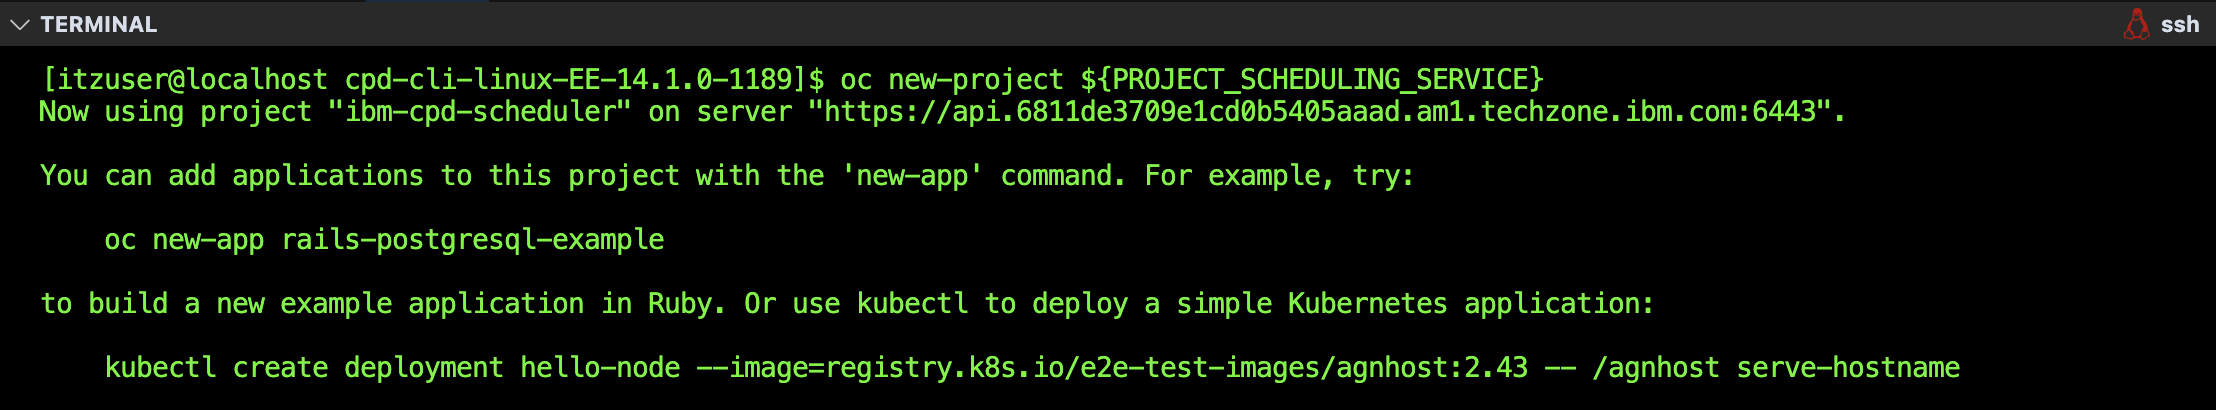 TERMINAL
ssh
[itzuser@localhost cpd-cli-linux-EE-14.1.0-1189]$ oc new-project ${PROJECT_SCHEDULING_SERVICE}
Now using project "ibm-cpd-scheduler" on server "https://api.6811de3709e1cd0b5405aaad.am1.techzone.ibm.com:6443".
You can add applications to this project with the 'new-app' command. For example, try:
oc new-app rails-postgresql-example
to build a new example application in Ruby. Or use kubectl to deploy a simple Kubernetes application:
kubectl create deployment hello-node --image=registry.k8s.io/e2e-test-images/agnhost:2.43 -- /agnhost serve-hostname